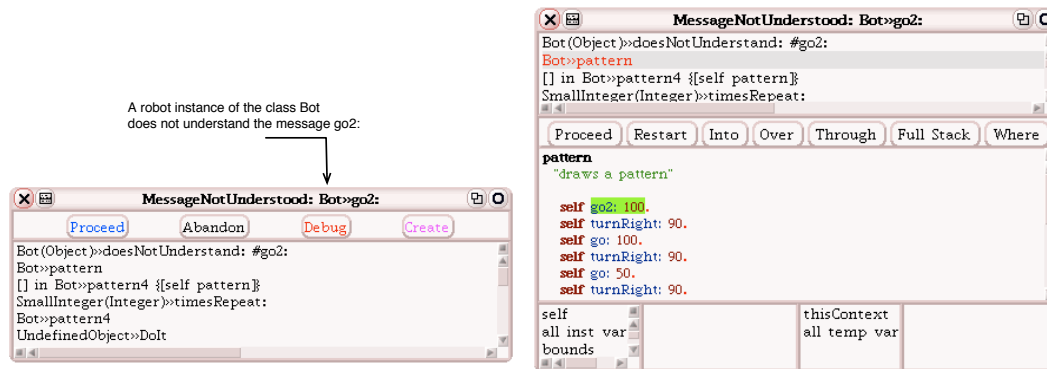 A robot instance of the class Bot
does not understand the message go2:
MessageNotUnderstood: Bot»go2:
Proceed Abandon Debug Create
Bot(Object)»doesNotUnderstand: #go2:
Bot»pattern
[] in Bot»pattern4 {[self pattern]}
SmallInteger(Integer)»timesRepeat:
Bot»pattern4
UndefinedObject»DoIt
MessageNotUnderstood: Bot»go2:
Bot(Object)»doesNotUnderstand: #go2:
Bot»pattern
[] in Bot»pattern4 {[self pattern]}
SmallInteger(Integer)»timesRepeat:
Proceed Restart Into Over Through Full Stack Where
pattern
"draws a pattern"
self go2: 100.
self turnRight: 90.
self go: 100.
self turnRight: 90.
self go: 50.
self turnRight: 90.
self
all inst var
bounds
thisContext
all temp var